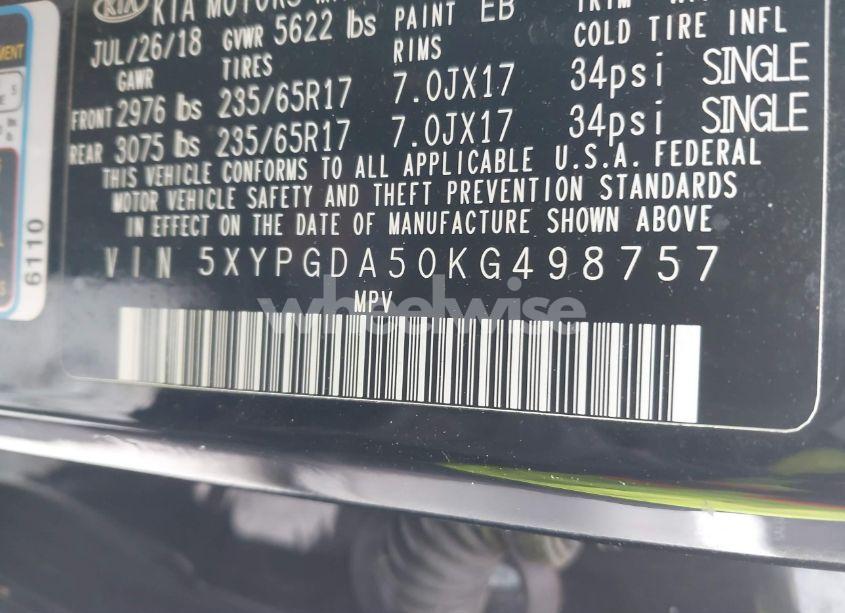 KIA KIA MOTORS
JUL/26/18 GVWR 5622 lbs PAINT EB
GAWR TIRES RIMS COLD TIRE INFL
FRONT 2976 lbs 235/65R17 7.0JX17 34psi SINGLE
REAR 3075 lbs 235/65R17 7.0JX17 34psi SINGLE
THIS VEHICLE CONFORMS TO ALL APPLICABLE U.S.A. FEDERAL
MOTOR VEHICLE SAFETY AND THEFT PREVENTION STANDARDS
IN EFFECT ON THE DATE OF MANUFACTURE SHOWN ABOVE
VIN 5XYPGDA50KG498757
MPV
wheelwise
6110